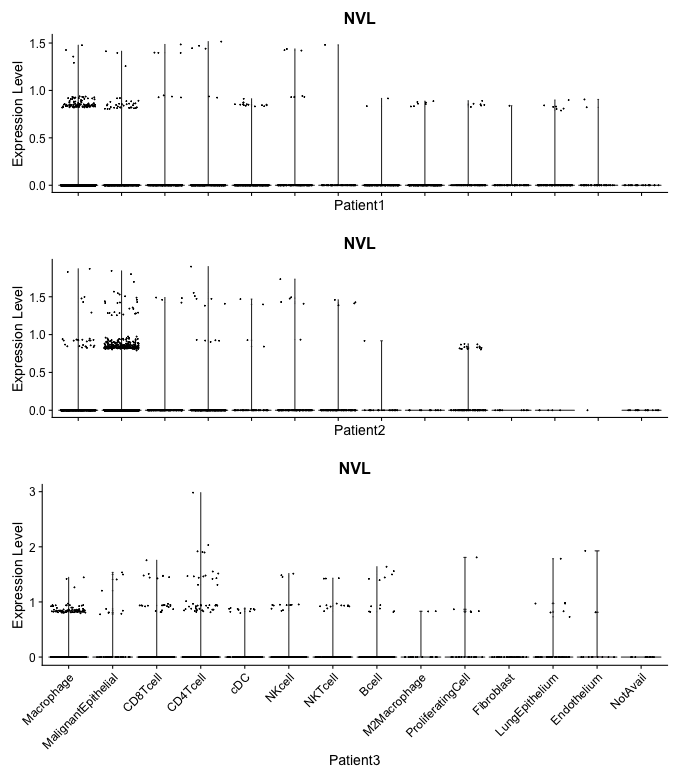 NVL
Expression Level
1.5
1.0
0.5
0.0
Patient1
NVL
Expression Level
1.5
1.0
0.5
0.0
Patient2
NVL
Expression Level
3
2
1
0
Macrophage
MalignantEpithelial
CD8Tcell
CD4Tcell
cDC
NKcell
NKTcell
Bcell
M2Macrophage
ProliferatingCell
Fibroblast
LungEpithelium
Endothelium
NotAvail
Patient3